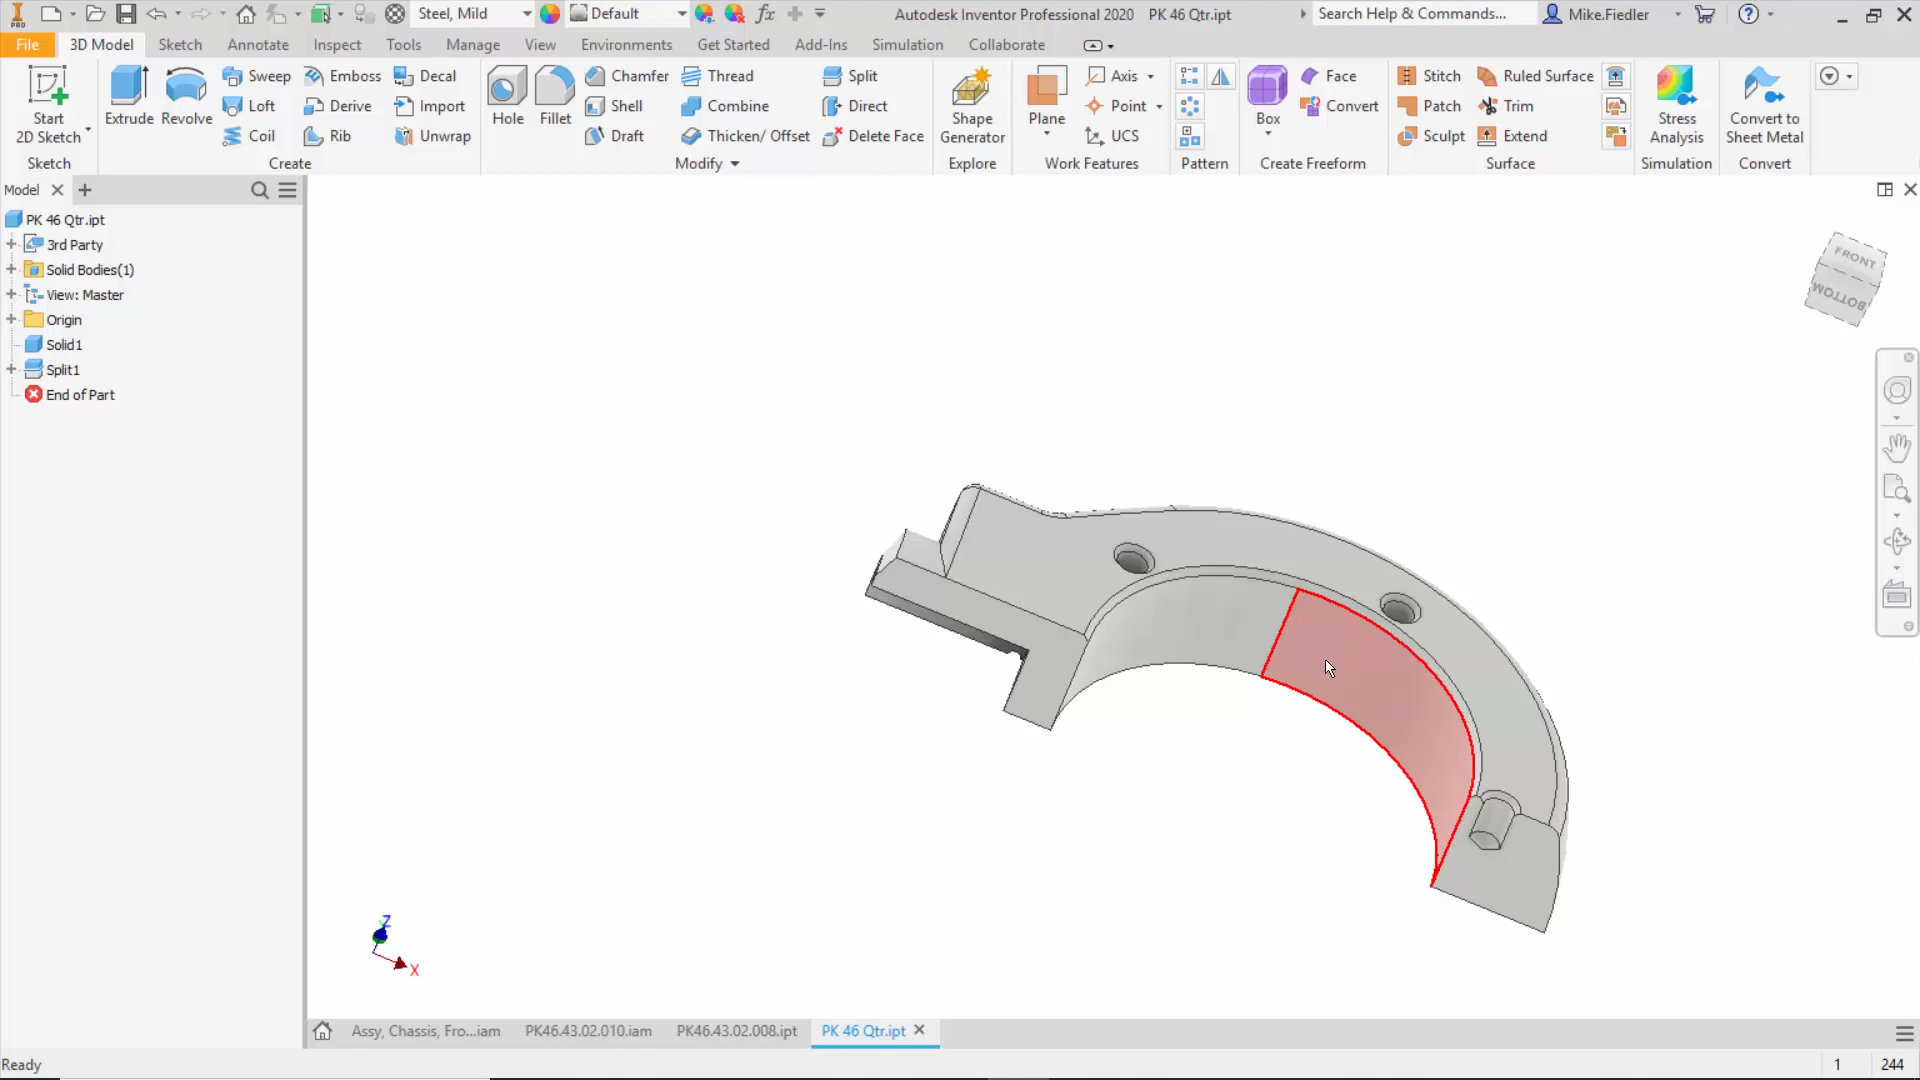 PRO
Steel, Mild
Default
fx
Autodesk Inventor Professional 2020 PK 46 Qtr.ipt
Search Help & Commands...
Mike.Fiedler
File
3D Model
Sketch
Annotate
Inspect
Tools
Manage
View
Environments
Get Started
Add-Ins
Simulation
Collaborate
Start
2D Sketch
Sketch
Extrude
Revolve
Sweep
Loft
Coil
Emboss
Derive
Rib
Decal
Import
Unwrap
Create
Hole
Fillet
Chamfer
Shell
Draft
Thread
Combine
Thicken/ Offset
Split
Direct
Delete Face
Modify
Shape
Generator
Explore
Plane
Axis
Point
UCS
Work Features
Pattern
Box
Face
Convert
Create Freeform
Stitch
Patch
Sculpt
Ruled Surface
Trim
Extend
Surface
Stress
Analysis
Simulation
Convert to
Sheet Metal
Convert
Model
PK 46 Qtr.ipt
3rd Party
Solid Bodies(1)
View: Master
Origin
Solid1
Split1
End of Part
FRONT
BOTTOM
Z
X
Assy, Chassis, Fro...iam
PK46.43.02.010.iam
PK46.43.02.008.ipt
PK 46 Qtr.ipt
Ready
1
244